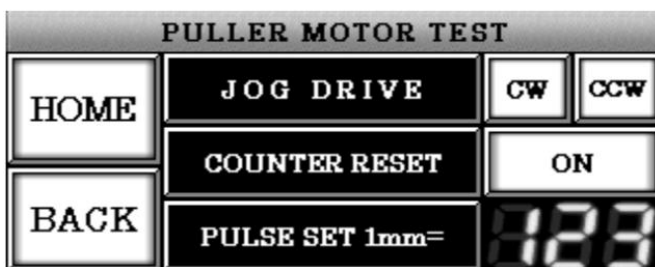 PULLER MOTOR TEST
HOME
JOG DRIVE CW CCW
COUNTER RESET ON
BACK
PULSE SET 1mm= 123